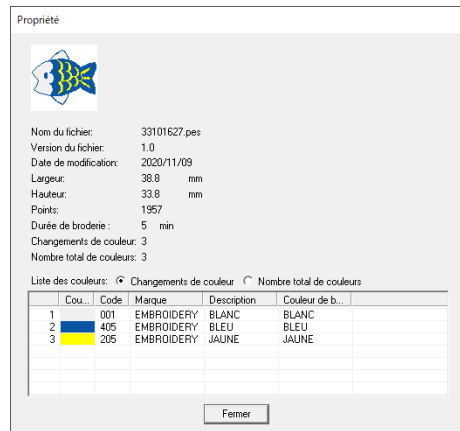 Propriété
Nom du fichier: 33101627.pes
Version du fichier: 1.0
Date de modification: 2020/11/09
Largeur: 38.8 mm
Hauteur: 33.8 mm
Points: 1957
Durée de broderie : 5 min
Changements de couleur: 3
Nombre total de couleurs: 3
Liste des couleurs: Changements de couleur Nombre total de couleurs
Cou... Code Marque Description Couleur de b...
1 001 EMBROIDERY BLANC BLANC
2 405 EMBROIDERY BLEU BLEU
3 205 EMBROIDERY JAUNE JAUNE
Fermer